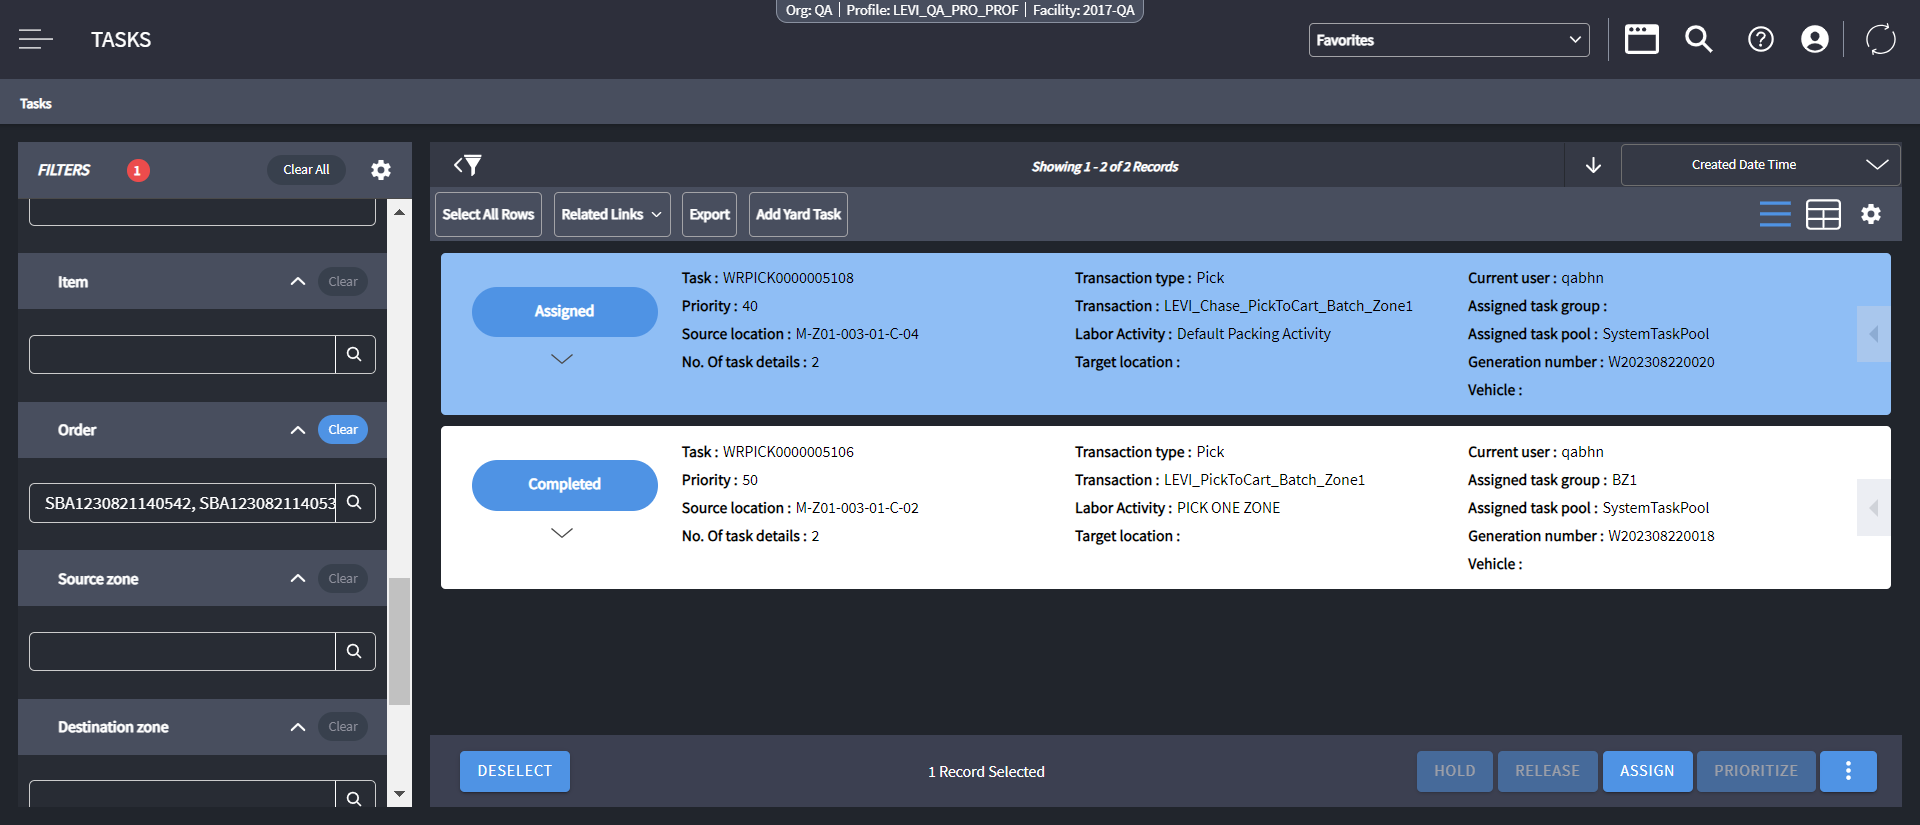 Org: QA | Profile: LEVI_QA_PRO_PROF | Facility: 2017-QA
TASKS
Favorites
Tasks
FILTERS 1 Clear All
Item Clear
Order Clear
SBA1230821140542, SBA123082114053
Source zone Clear
Destination zone Clear
Showing 1 - 2 of 2 Records
Created Date Time
Select All Rows Related Links Export Add Yard Task
Assigned
Task : WRPICK0000005108
Priority : 40
Source location : M-Z01-003-01-C-04
No. Of task details : 2
Transaction type : Pick
Transaction : LEVI_Chase_PickToCart_Batch_Zone1
Labor Activity : Default Packing Activity
Target location :
Current user : qabhn
Assigned task group :
Assigned task pool : SystemTaskPool
Generation number : W202308220020
Vehicle :
Completed
Task : WRPICK0000005106
Priority : 50
Source location : M-Z01-003-01-C-02
No. Of task details : 2
Transaction type : Pick
Transaction : LEVI_PickToCart_Batch_Zone1
Labor Activity : PICK ONE ZONE
Target location :
Current user : qabhn
Assigned task group : BZ1
Assigned task pool : SystemTaskPool
Generation number : W202308220018
Vehicle :
DESELECT
1 Record Selected
HOLD RELEASE ASSIGN PRIORITIZE